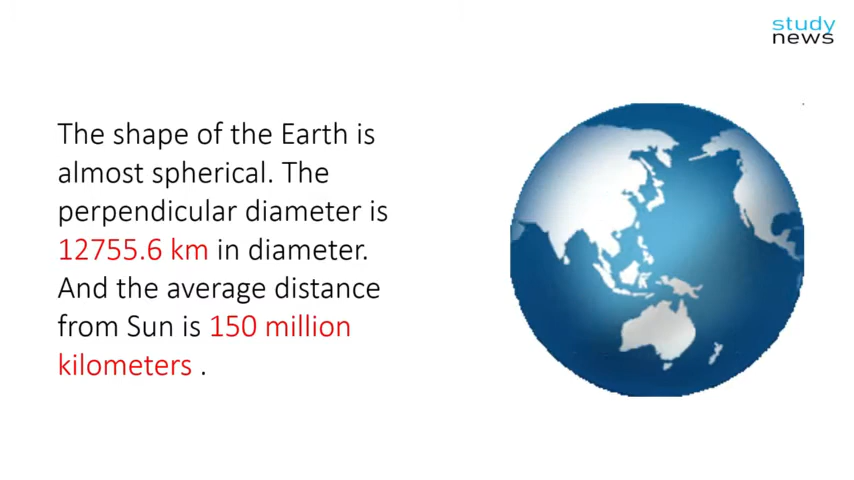 study
news
The shape of the Earth is
almost spherical. The
perpendicular diameter is
12755.6 km in diameter.
And the average distance
from Sun is 150 million
kilometers .